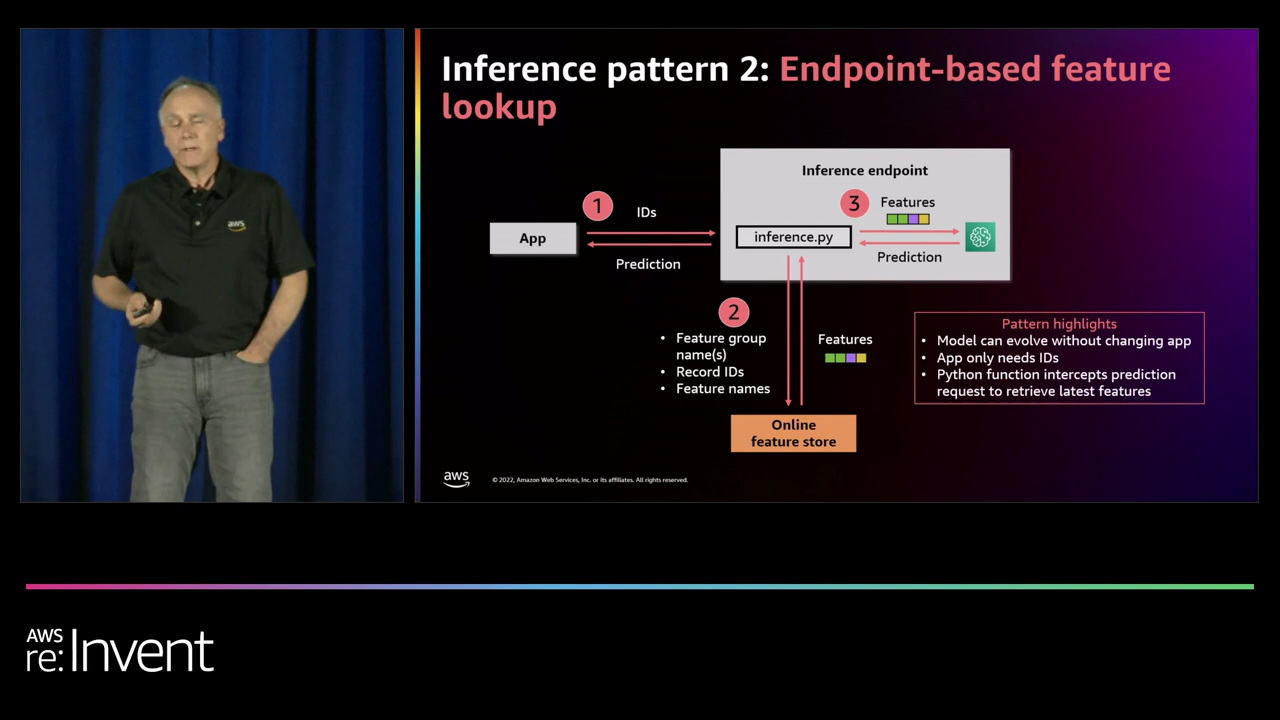 Inference pattern 2: Endpoint-based feature
lookup
Inference endpoint
1
IDs
App
Prediction
inference.py
3
Features
Prediction
2
• Feature group
name(s)
• Record IDs
• Feature names
Features
Online
feature store
Pattern highlights
• Model can evolve without changing app
• App only needs IDs
• Python function intercepts prediction
request to retrieve latest features
aws
© 2022, Amazon Web Services, Inc. or its affiliates. All rights reserved.
aws
AWS
re:Invent